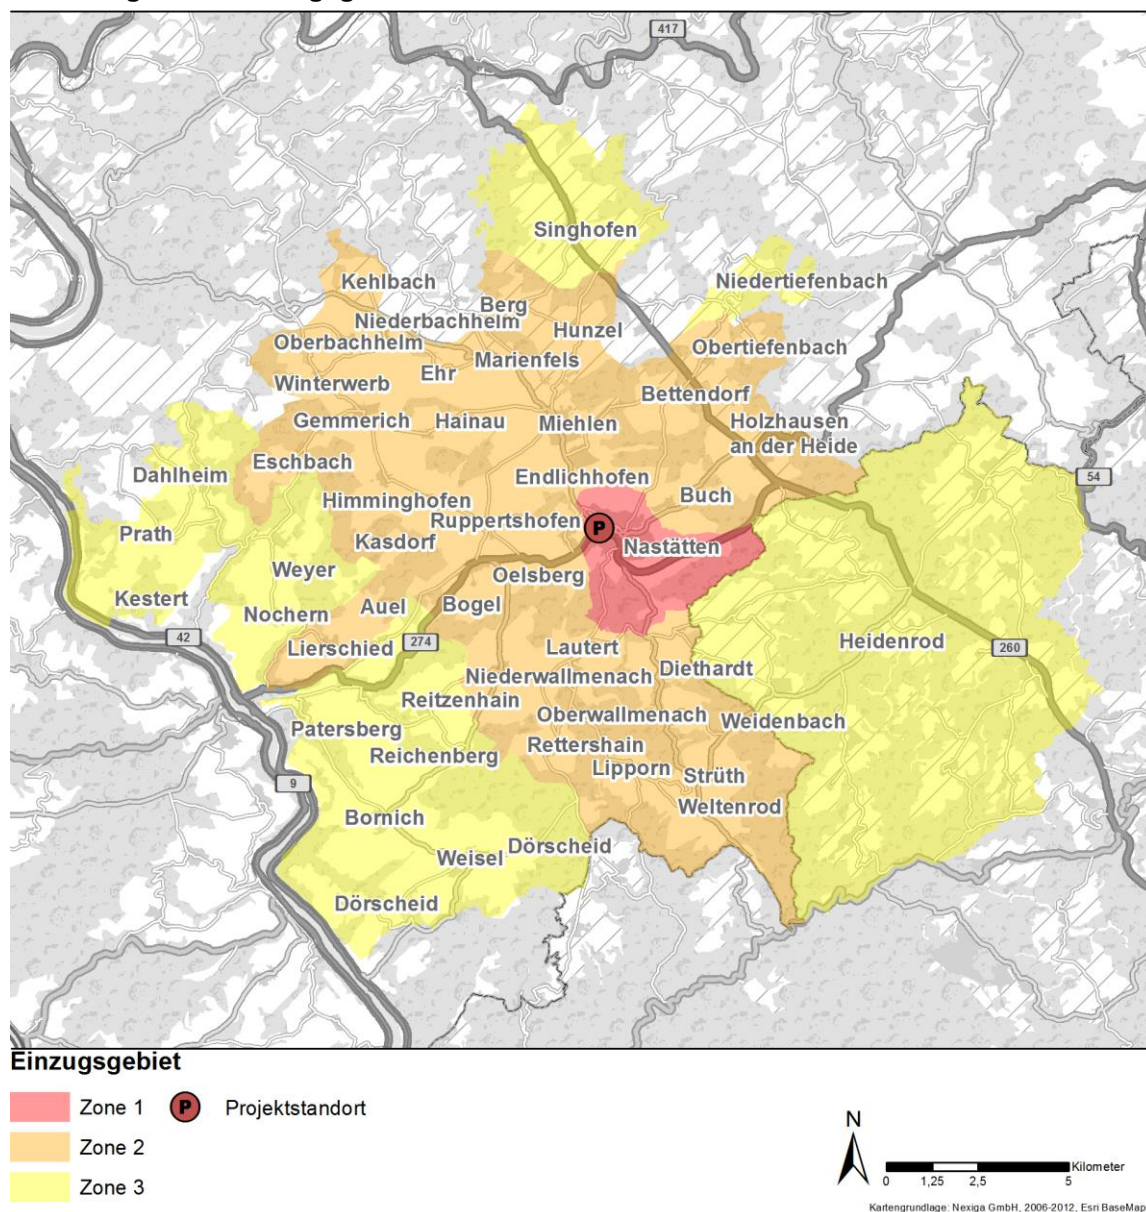 417
Singhofen
Niedertiefenbach
Kehlbach
Berg
Niederbachheim
Hunzel
Oberbachheim
Obertiefenbach
Marienfels
Ehr
Winterwerb
Bettendorf
Gemmerich
Hainau
Miehlen
Holzhausen
an der Heide
Eschbach
Dahlheim
Endlichhofen
54
Himminghofen
Buch
Ruppertshofen
P
Prath
Kasdorf
Nastätten
Weyer
Oelsberg
Kestert
Nochern
Auel
Bogel
42
274
Heidenrod
260
Lierschied
Lautert
Diethardt
Niederwallmenach
Reitzenhain
Oberwallmenach
Weidenbach
Patersberg
Reichenberg
Rettershain
Lipporn
Strüth
9
Weltenrod
Bornich
Dörscheid
Weisel
Dörscheid
Einzugsgebiet
Zone 1
P
Projektstandort
Zone 2
Zone 3
N
Kilometer
0
1,25
2,5
5
Kartengrundlage: Nexiga GmbH, 2006-2012, Esri BaseMap